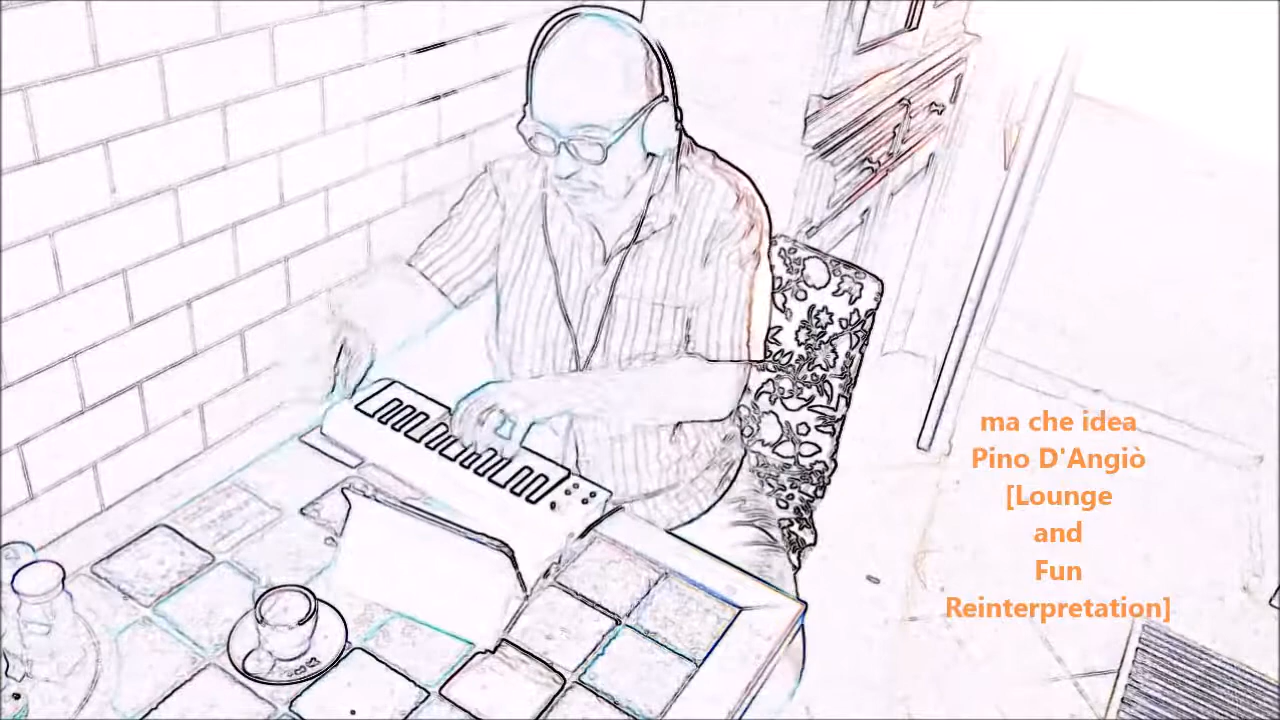 ma che idea
Pino D'Angiò
[Lounge
and
Fun
Reinterpretation]